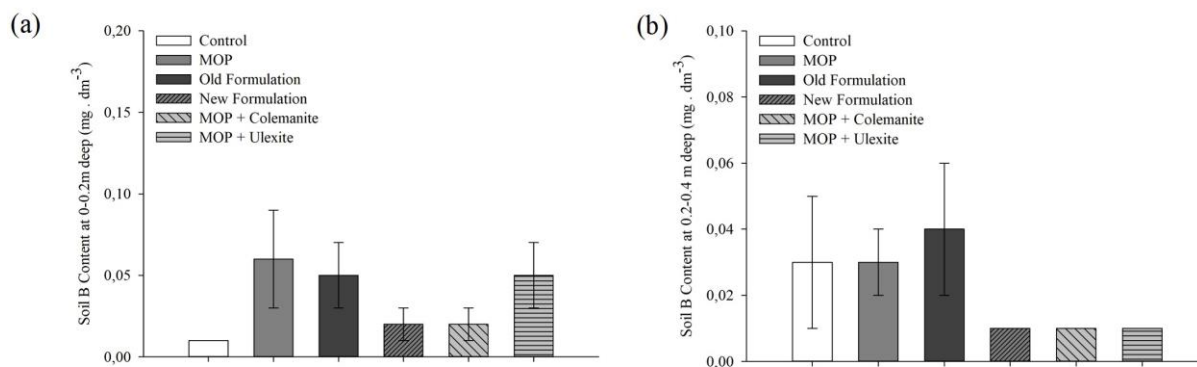 (a)
Soil B Content at 0-0.2m deep (mg . dm-3)
0,20
0,15
0,10
0,05
0,00
Control
MOP
Old Formulation
New Formulation
MOP + Colemanite
MOP + Ulexite
(b)
Soil B Content at 0.2-0.4 m deep (mg . dm-3)
0,10
0,08
0,06
0,04
0,02
0,00
Control
MOP
Old Formulation
New Formulation
MOP + Colemanite
MOP + Ulexite